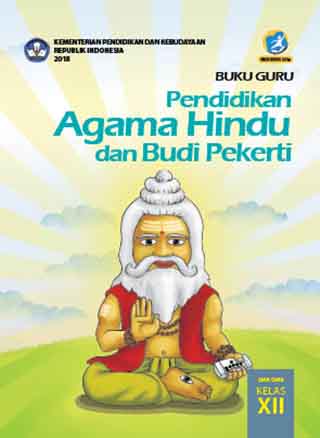 KEMENTERIAN PENDIDIKAN DAN KEBUDAYAAN
REPUBLIK INDONESIA
2018
BUKU GURU
Pendidikan
Agama Hindu
dan Budi Pekerti
KELAS
XII